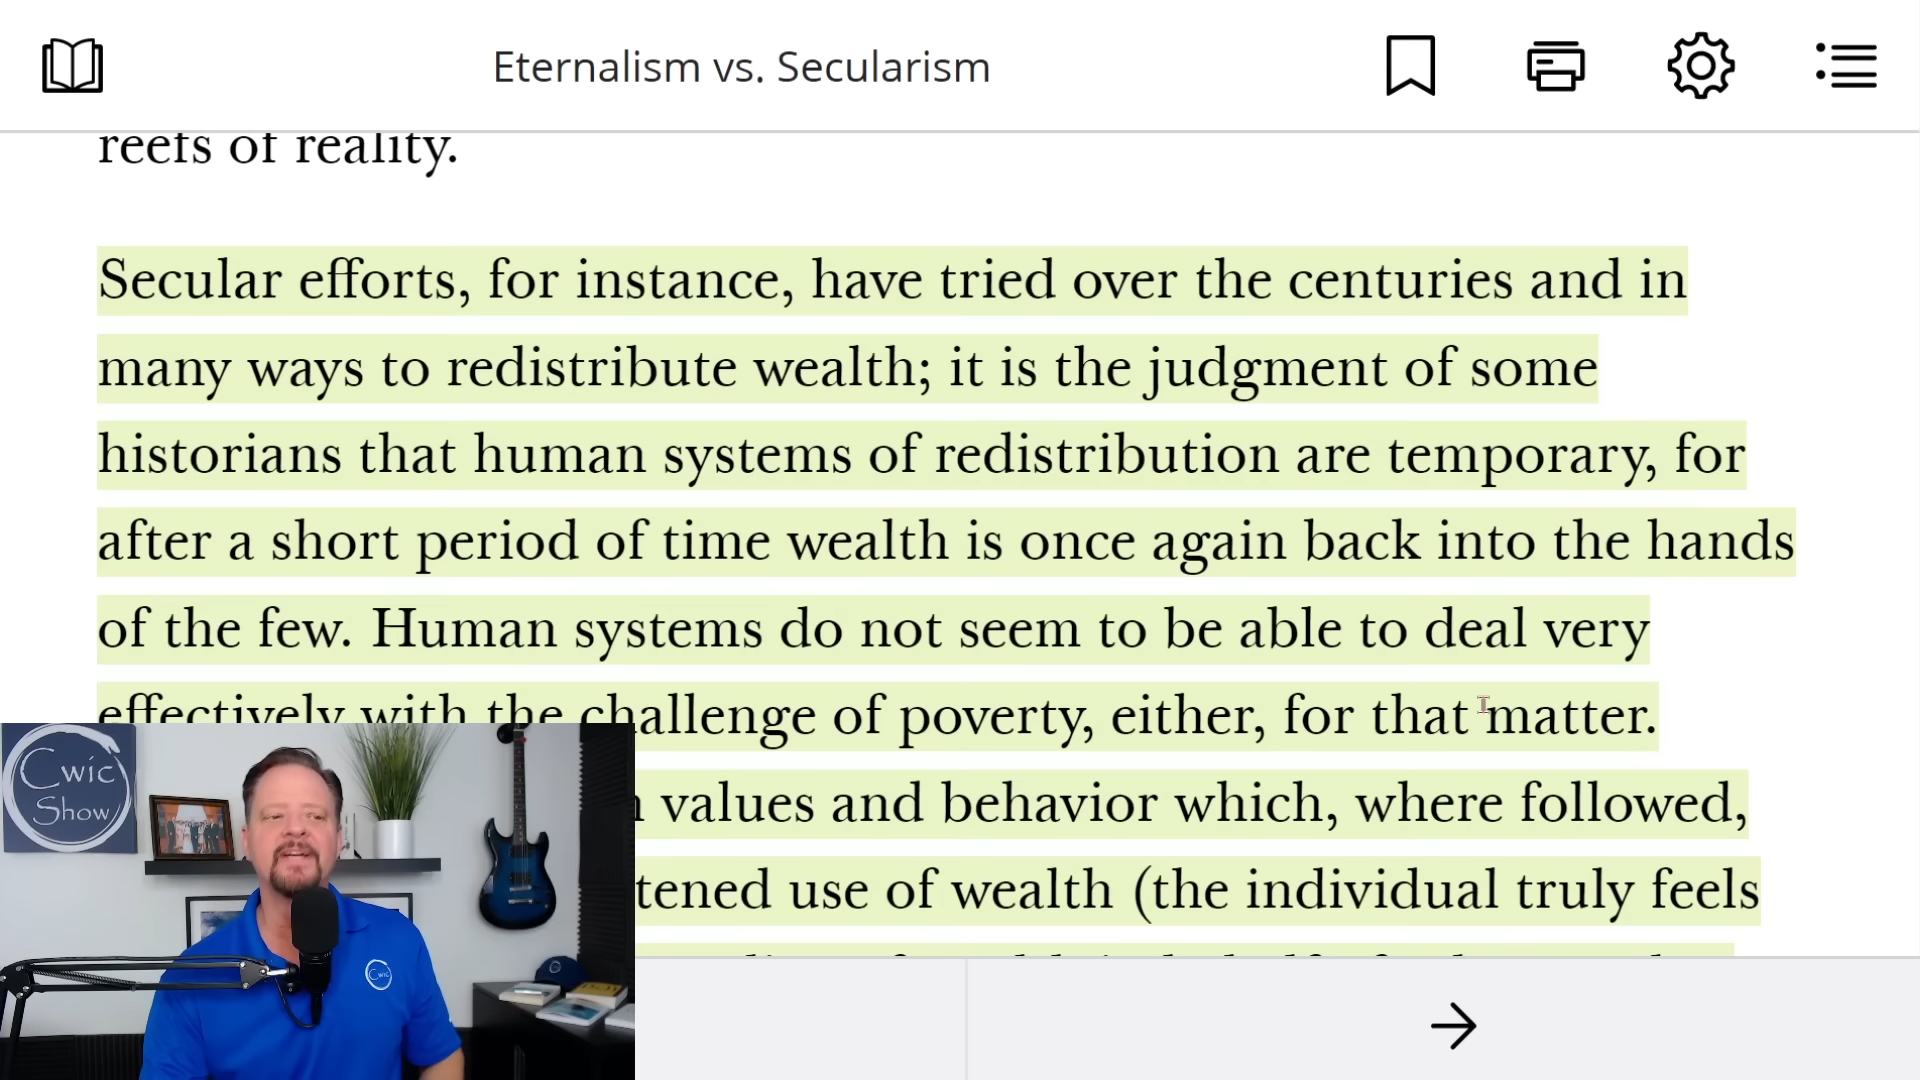 Eternalism vs. Secularism
reefs of reality.
Secular efforts, for instance, have tried over the centuries and in
many ways to redistribute wealth; it is the judgment of some
historians that human systems of redistribution are temporary, for
after a short period of time wealth is once again back into the hands
of the few. Human systems do not seem to be able to deal very
effectively with the challenge of poverty, either, for that matter.
values and behavior which, where followed,
tened use of wealth (the individual truly feels
Cwic
Show
Cwic